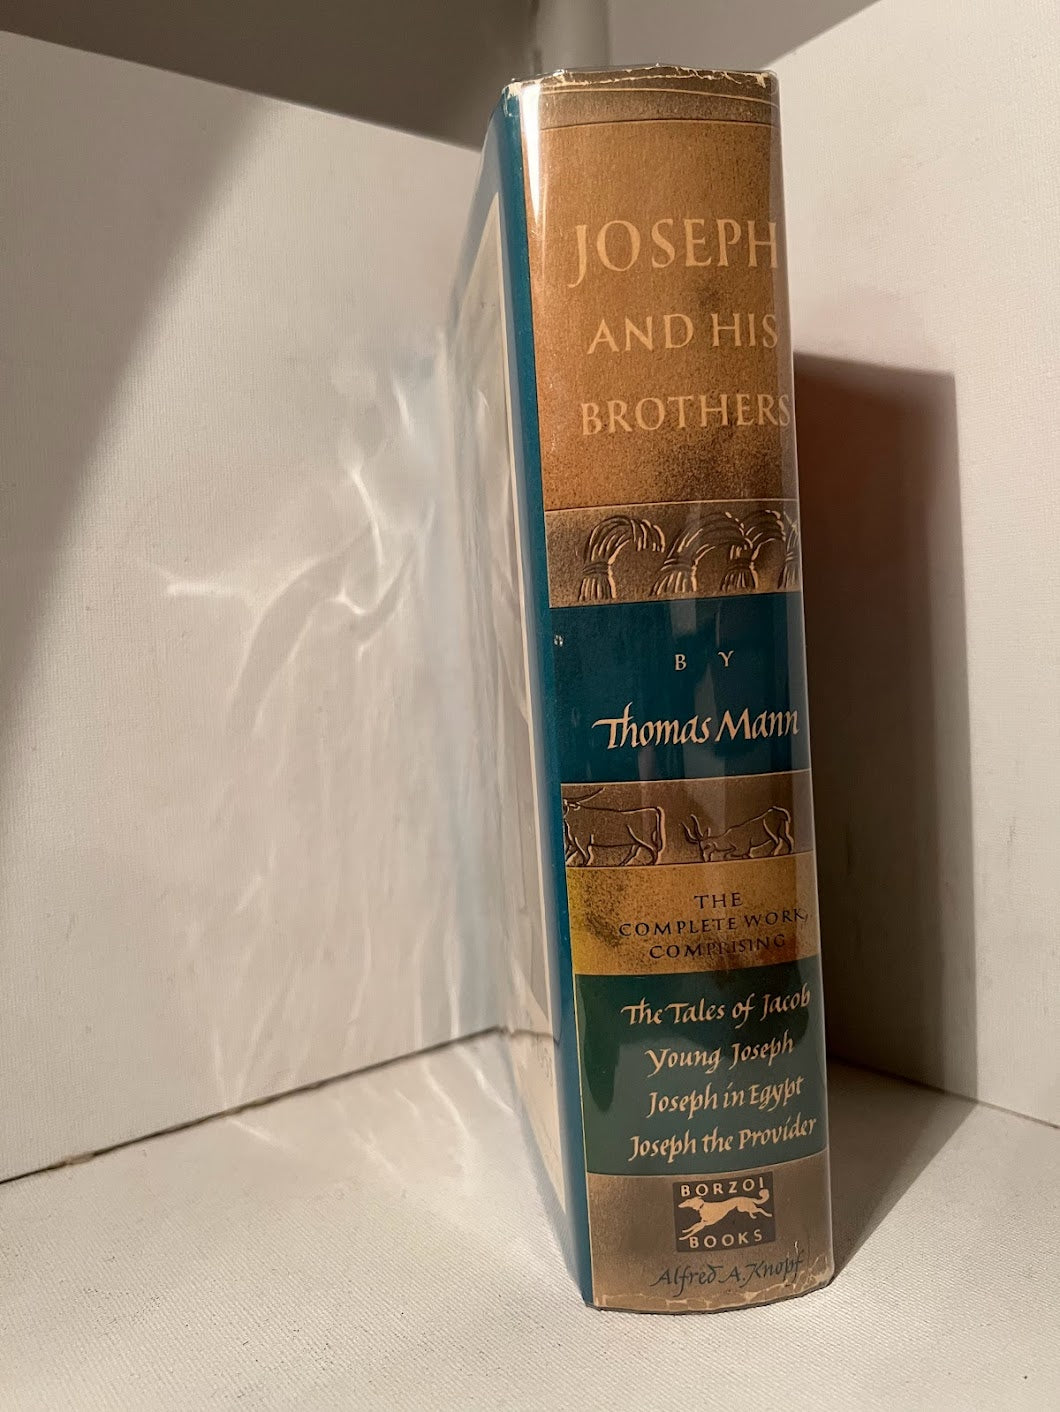 JOSEPH
AND HIS
BROTHERS
BY
Thomas Mann
THE
COMPLETE WORK,
COMPRISING
The Tales of Jacob
Young Joseph
Joseph in Egypt
Joseph the Provider
BORZOI
BOOKS
Alfred A. Knopf